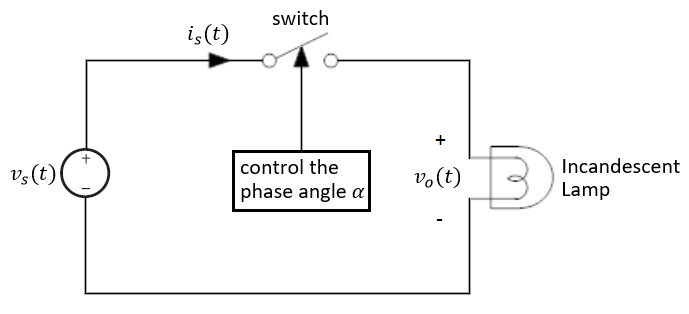 switch
i_s(t)
+
control the
phase angle α
+
−
v_s(t)
v_o(t)
-
Incandescent
Lamp